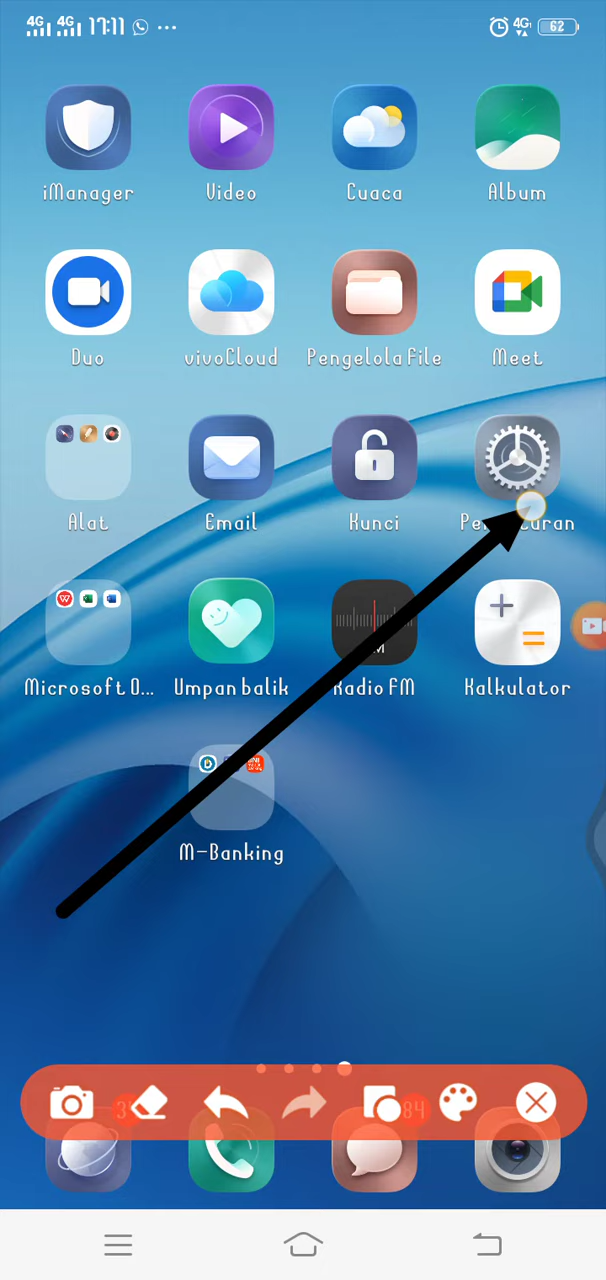 4G 4G 17:11 ... 4G 62
iManager Video Cuaca Album
Duo vivoCloud Pengelola File Meet
Alat Email Kunci
Microsoft O... Umpan balik Radio FM Kalkulator
M-Banking